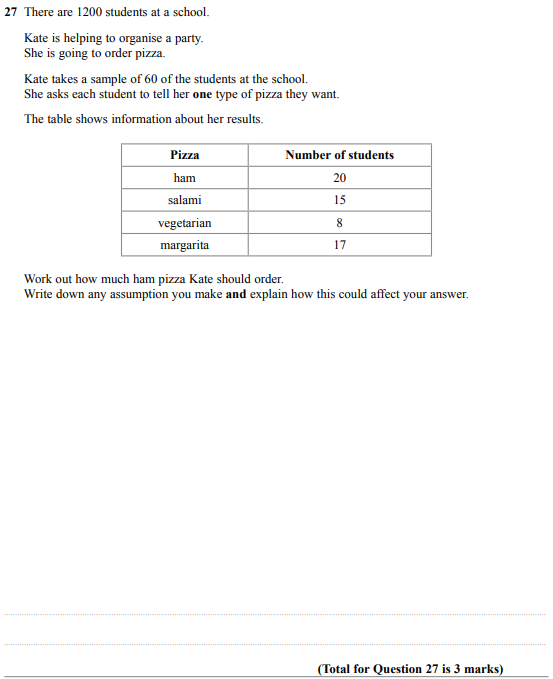 27 There are 1200 students at a school.
Kate is helping to organise a party.
She is going to order pizza.
Kate takes a sample of 60 of the students at the school.
She asks each student to tell her one type of pizza they want.
The table shows information about her results.
Pizza Number of students
ham 20
salami 15
vegetarian 8
margarita 17
Work out how much ham pizza Kate should order.
Write down any assumption you make and explain how this could affect your answer.
(Total for Question 27 is 3 marks)